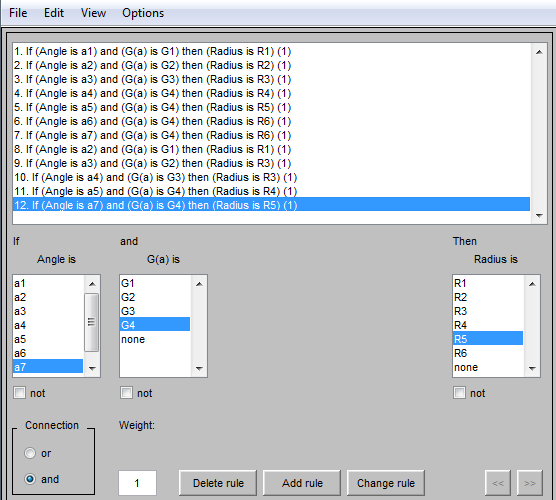 File Edit View Options
1. If (Angle is a1) and (G(a) is G1) then (Radius is R1) (1)
2. If (Angle is a2) and (G(a) is G2) then (Radius is R2) (1)
3. If (Angle is a3) and (G(a) is G3) then (Radius is R3) (1)
4. If (Angle is a4) and (G(a) is G4) then (Radius is R4) (1)
5. If (Angle is a5) and (G(a) is G4) then (Radius is R5) (1)
6. If (Angle is a6) and (G(a) is G4) then (Radius is R6) (1)
7. If (Angle is a7) and (G(a) is G4) then (Radius is R6) (1)
8. If (Angle is a2) and (G(a) is G1) then (Radius is R1) (1)
9. If (Angle is a3) and (G(a) is G2) then (Radius is R3) (1)
10. If (Angle is a4) and (G(a) is G3) then (Radius is R3) (1)
11. If (Angle is a5) and (G(a) is G4) then (Radius is R4) (1)
12. If (Angle is a7) and (G(a) is G4) then (Radius is R5) (1)
If and Then
Angle is G(a) is Radius is
a1 G1 R1
a2 G2 R2
a3 G3 R3
a4 G4 R4
a5 none R5
a6 R6
a7 none
not not not
Connection Weight:
or
and 1 Delete rule Add rule Change rule << >>